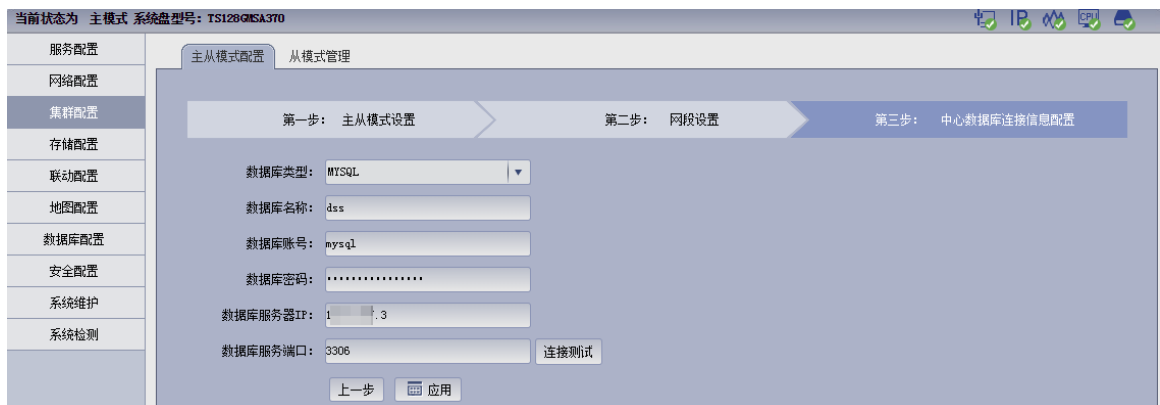 当前状态为 主模式 系统盘型号：TS128GMSA370
IP CPU
服务配置
网络配置
集群配置
存储配置
联动配置
地图配置
数据库配置
安全配置
系统维护
系统检测
主从模式配置 从模式管理
第一步： 主从模式设置 第二步： 网段设置 第三步： 中心数据库连接信息配置
数据库类型： MYSQL
数据库名称： dss
数据库账号： mysql
数据库密码： ················
数据库服务器IP： 1 .3
数据库服务端口： 3306 连接测试
上一步 应用